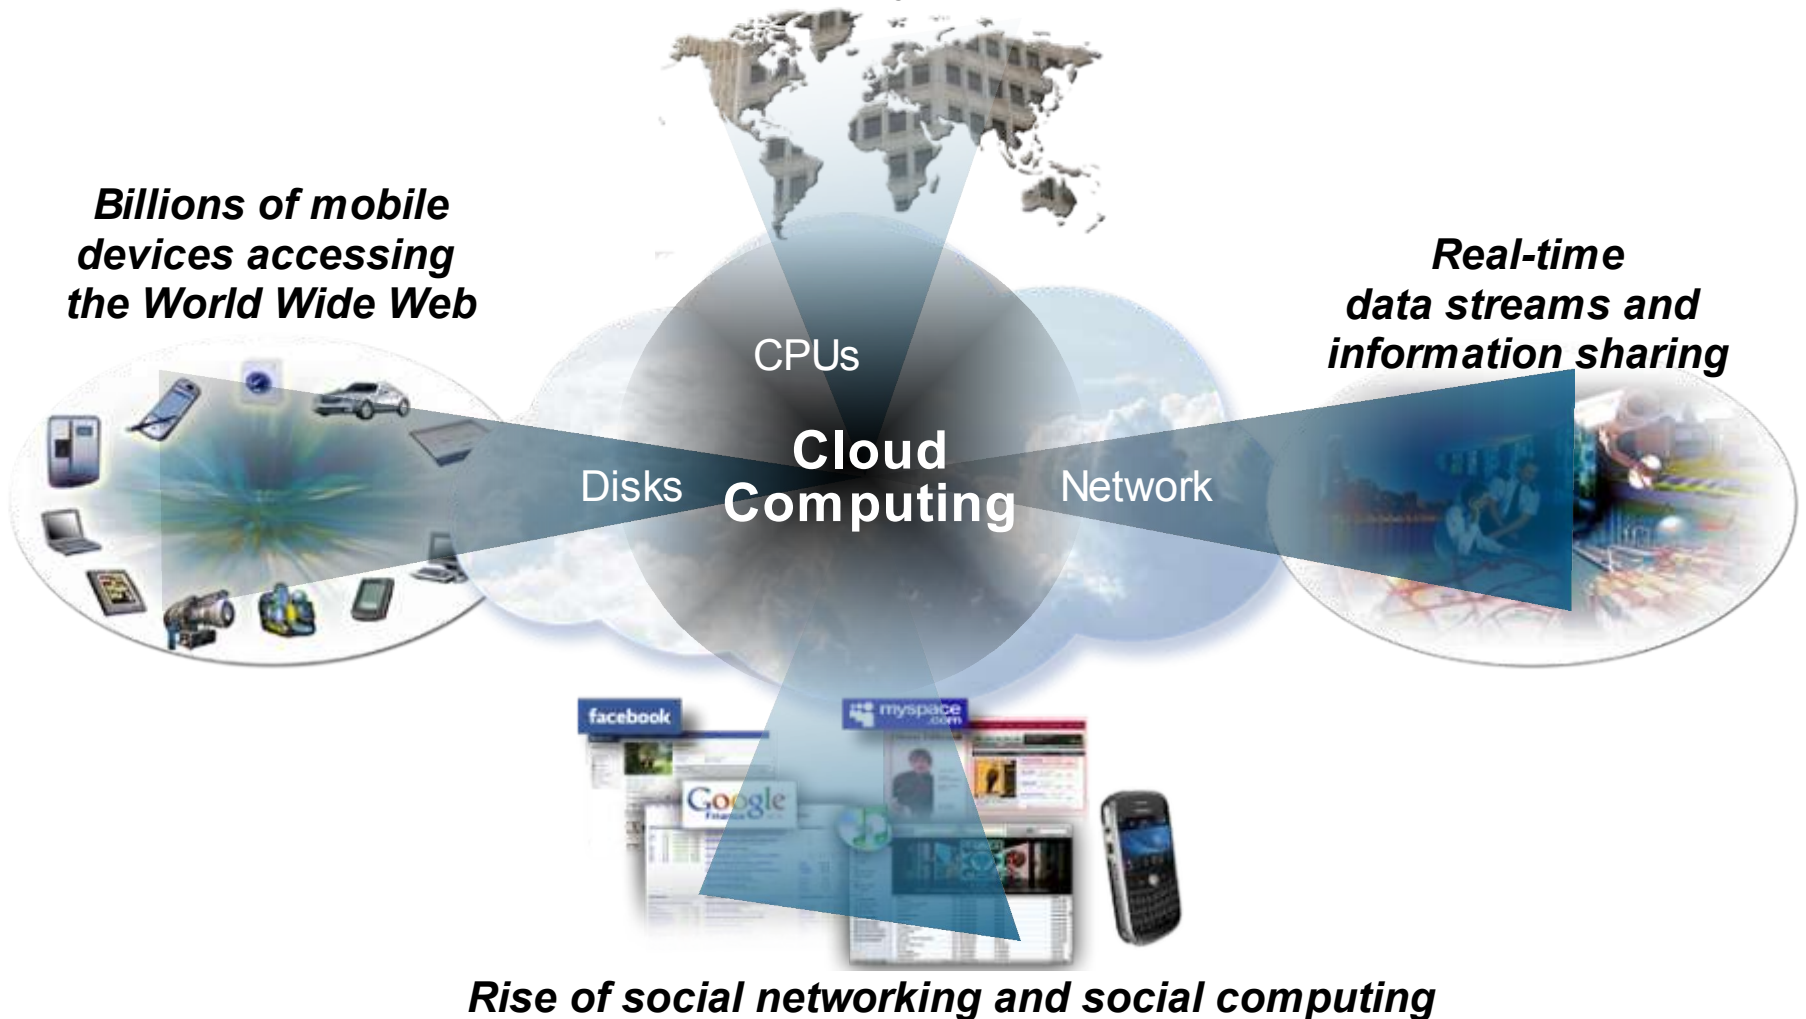 Billions of mobile
devices accessing
the World Wide Web
Real-time
data streams and
information sharing
CPUs
Cloud
Computing
Disks
Network
facebook
myspace
.com
Google
Finance
Rise of social networking and social computing